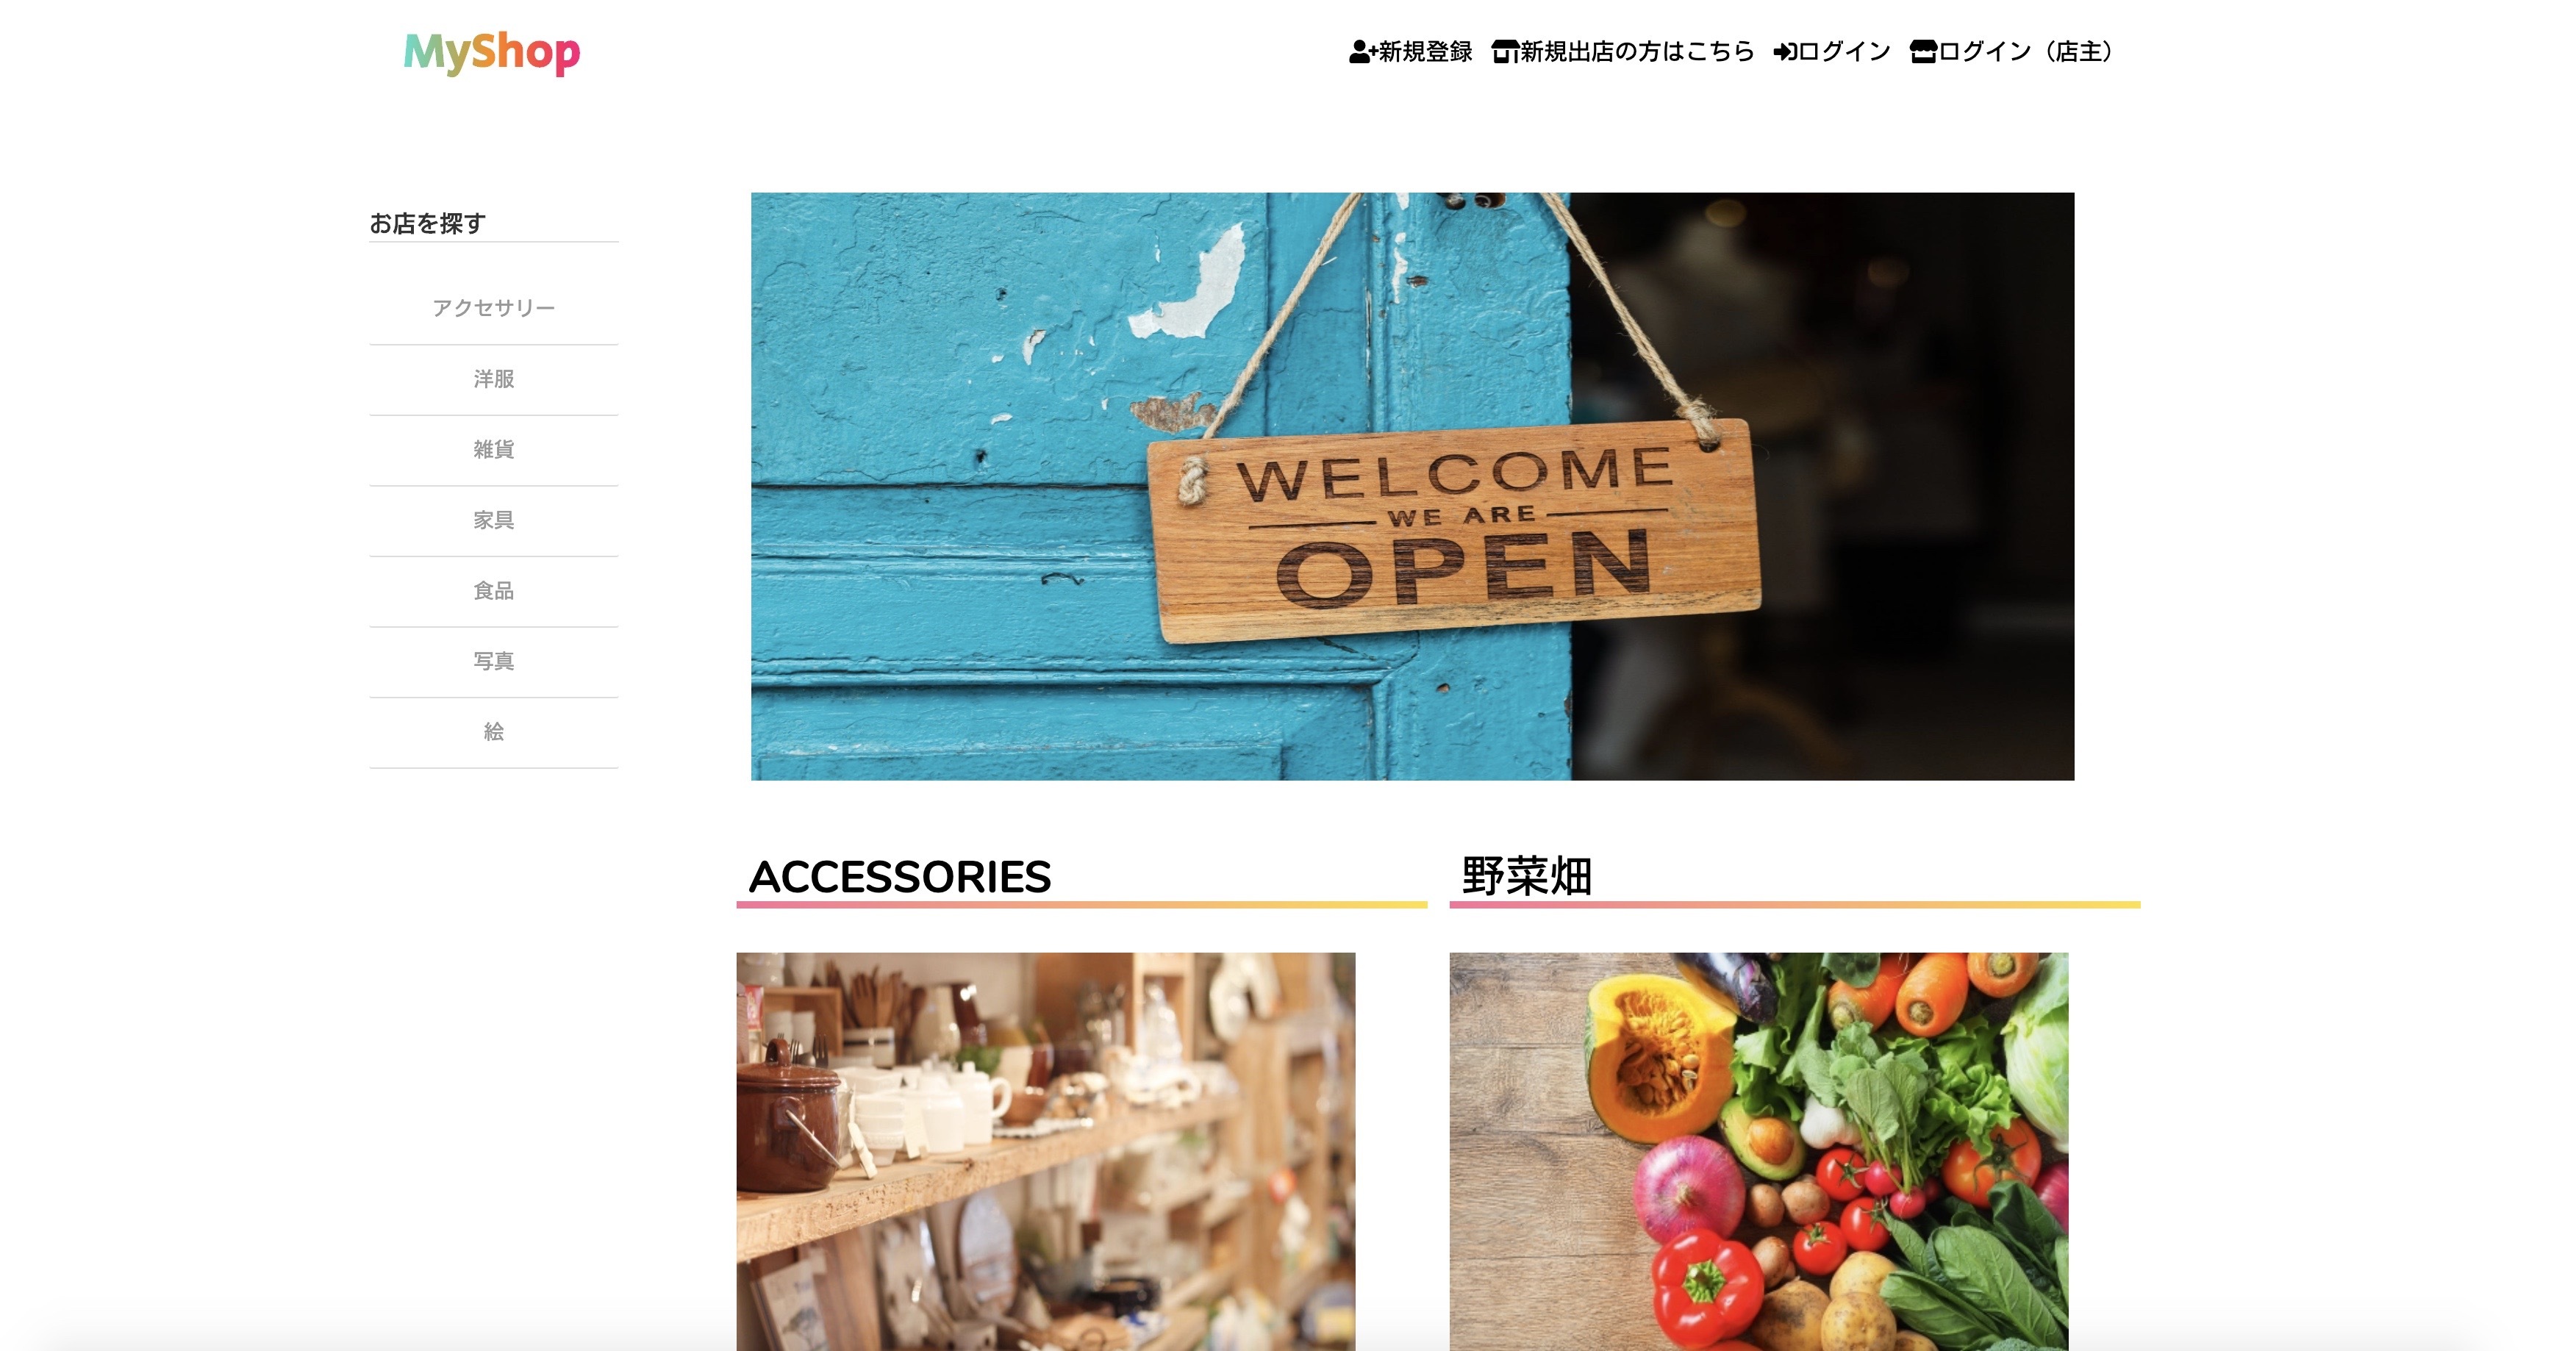 MyShop
新規登録 新規出店の方はこちら ログイン ログイン（店主）
お店を探す
アクセサリー
洋服
雑貨
家具
食品
写真
絵
WELCOME
WE ARE
OPEN
ACCESSORIES
野菜畑